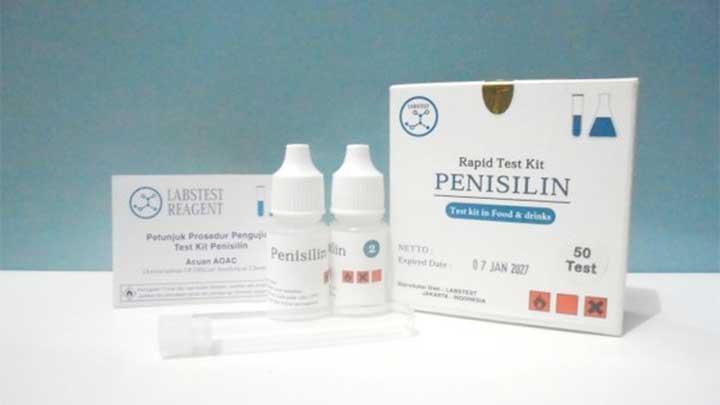 LABSTEST
REAGENT
Petunjuk Prosedur Penguju
Test Kit Penisilin
Acuan AOAC
Penisilin
ilin
2
LABSTEST
Rapid Test Kit
PENISILIN
Test kit in Food & drinks
NETTO :
Expired Date : 07 JAN 2027
50
Test
LABSTEST
JAKARTA - INDONESIA